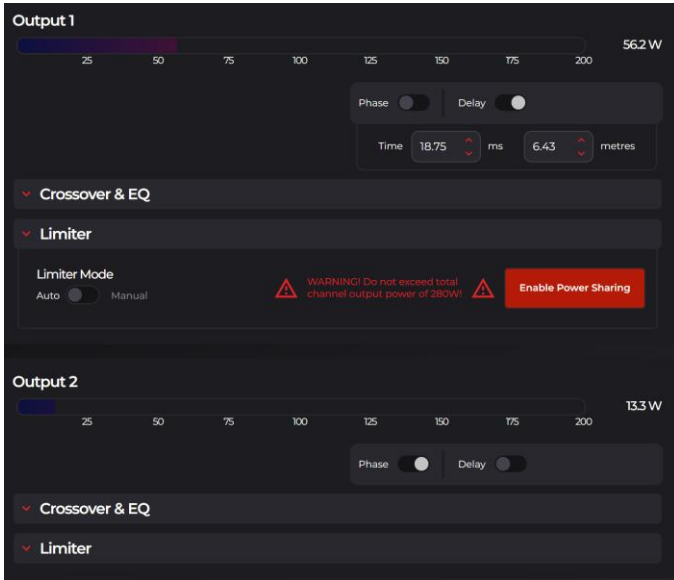 Output 1
56.2 W
25 50 75 100 125 150 175 200
Phase Delay
Time 18.75 ms 6.43 metres
Crossover & EQ
Limiter
Limiter Mode
Auto Manual
WARNING! Do not exceed total
channel output power of 280W!
Enable Power Sharing
Output 2
13.3 W
25 50 75 100 125 150 175 200
Phase Delay
Crossover & EQ
Limiter